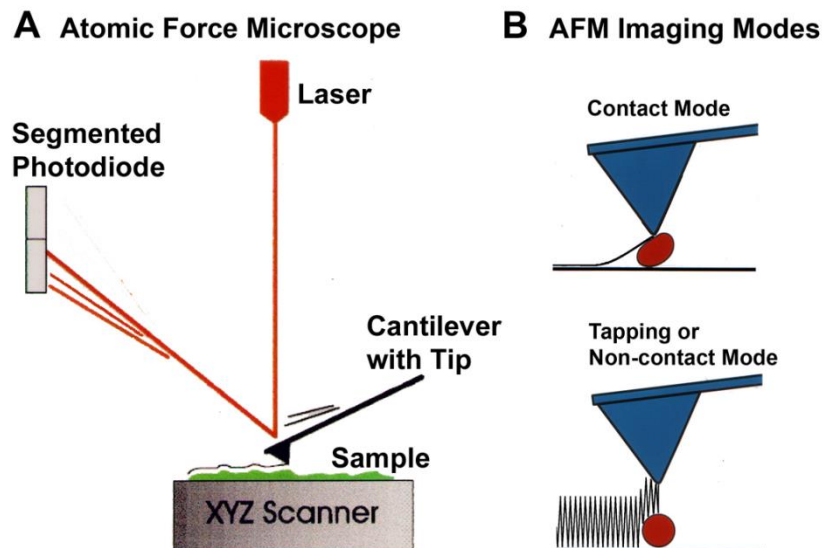 A Atomic Force Microscope
Laser
Segmented
Photodiode
Cantilever
with Tip
Sample
XYZ Scanner
B AFM Imaging Modes
Contact Mode
Tapping or
Non-contact Mode